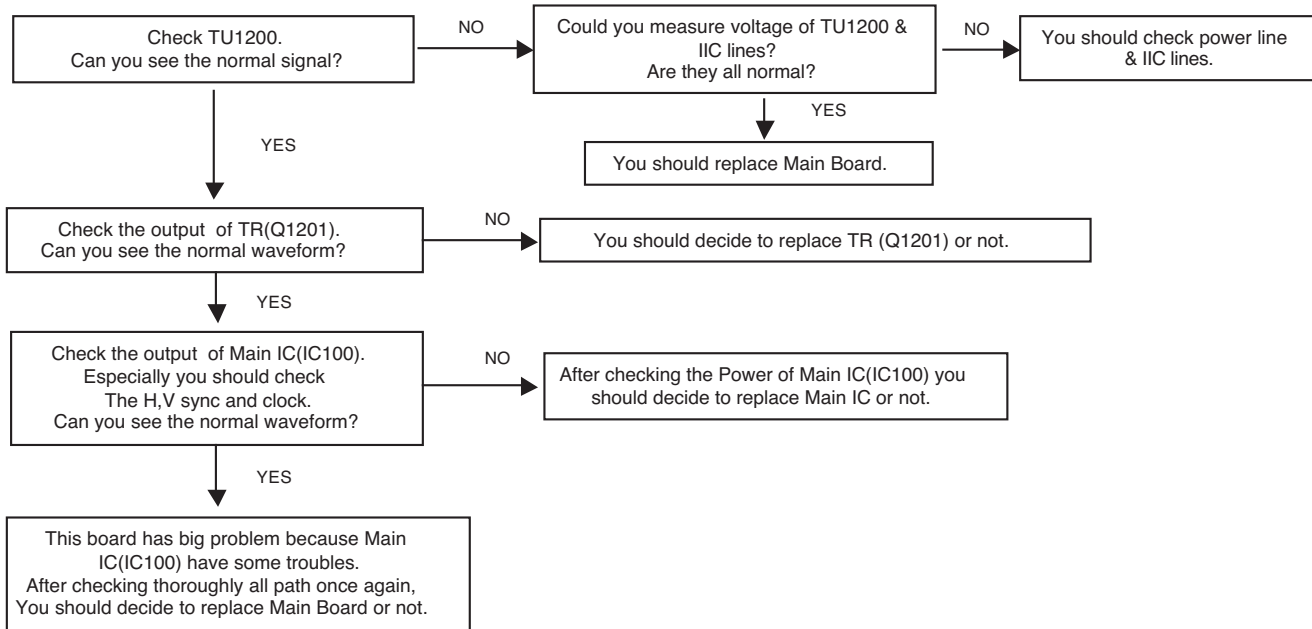 Check TU1200.
Can you see the normal signal?
NO
Could you measure voltage of TU1200 &
IIC lines?
Are they all normal?
NO
You should check power line
& IIC lines.
YES
You should replace Main Board.
YES
Check the output of TR(Q1201).
Can you see the normal waveform?
NO
You should decide to replace TR (Q1201) or not.
YES
Check the output of Main IC(IC100).
Especially you should check
The H,V sync and clock.
Can you see the normal waveform?
NO
After checking the Power of Main IC(IC100) you
should decide to replace Main IC or not.
YES
This board has big problem because Main
IC(IC100) have some troubles.
After checking thoroughly all path once again,
You should decide to replace Main Board or not.